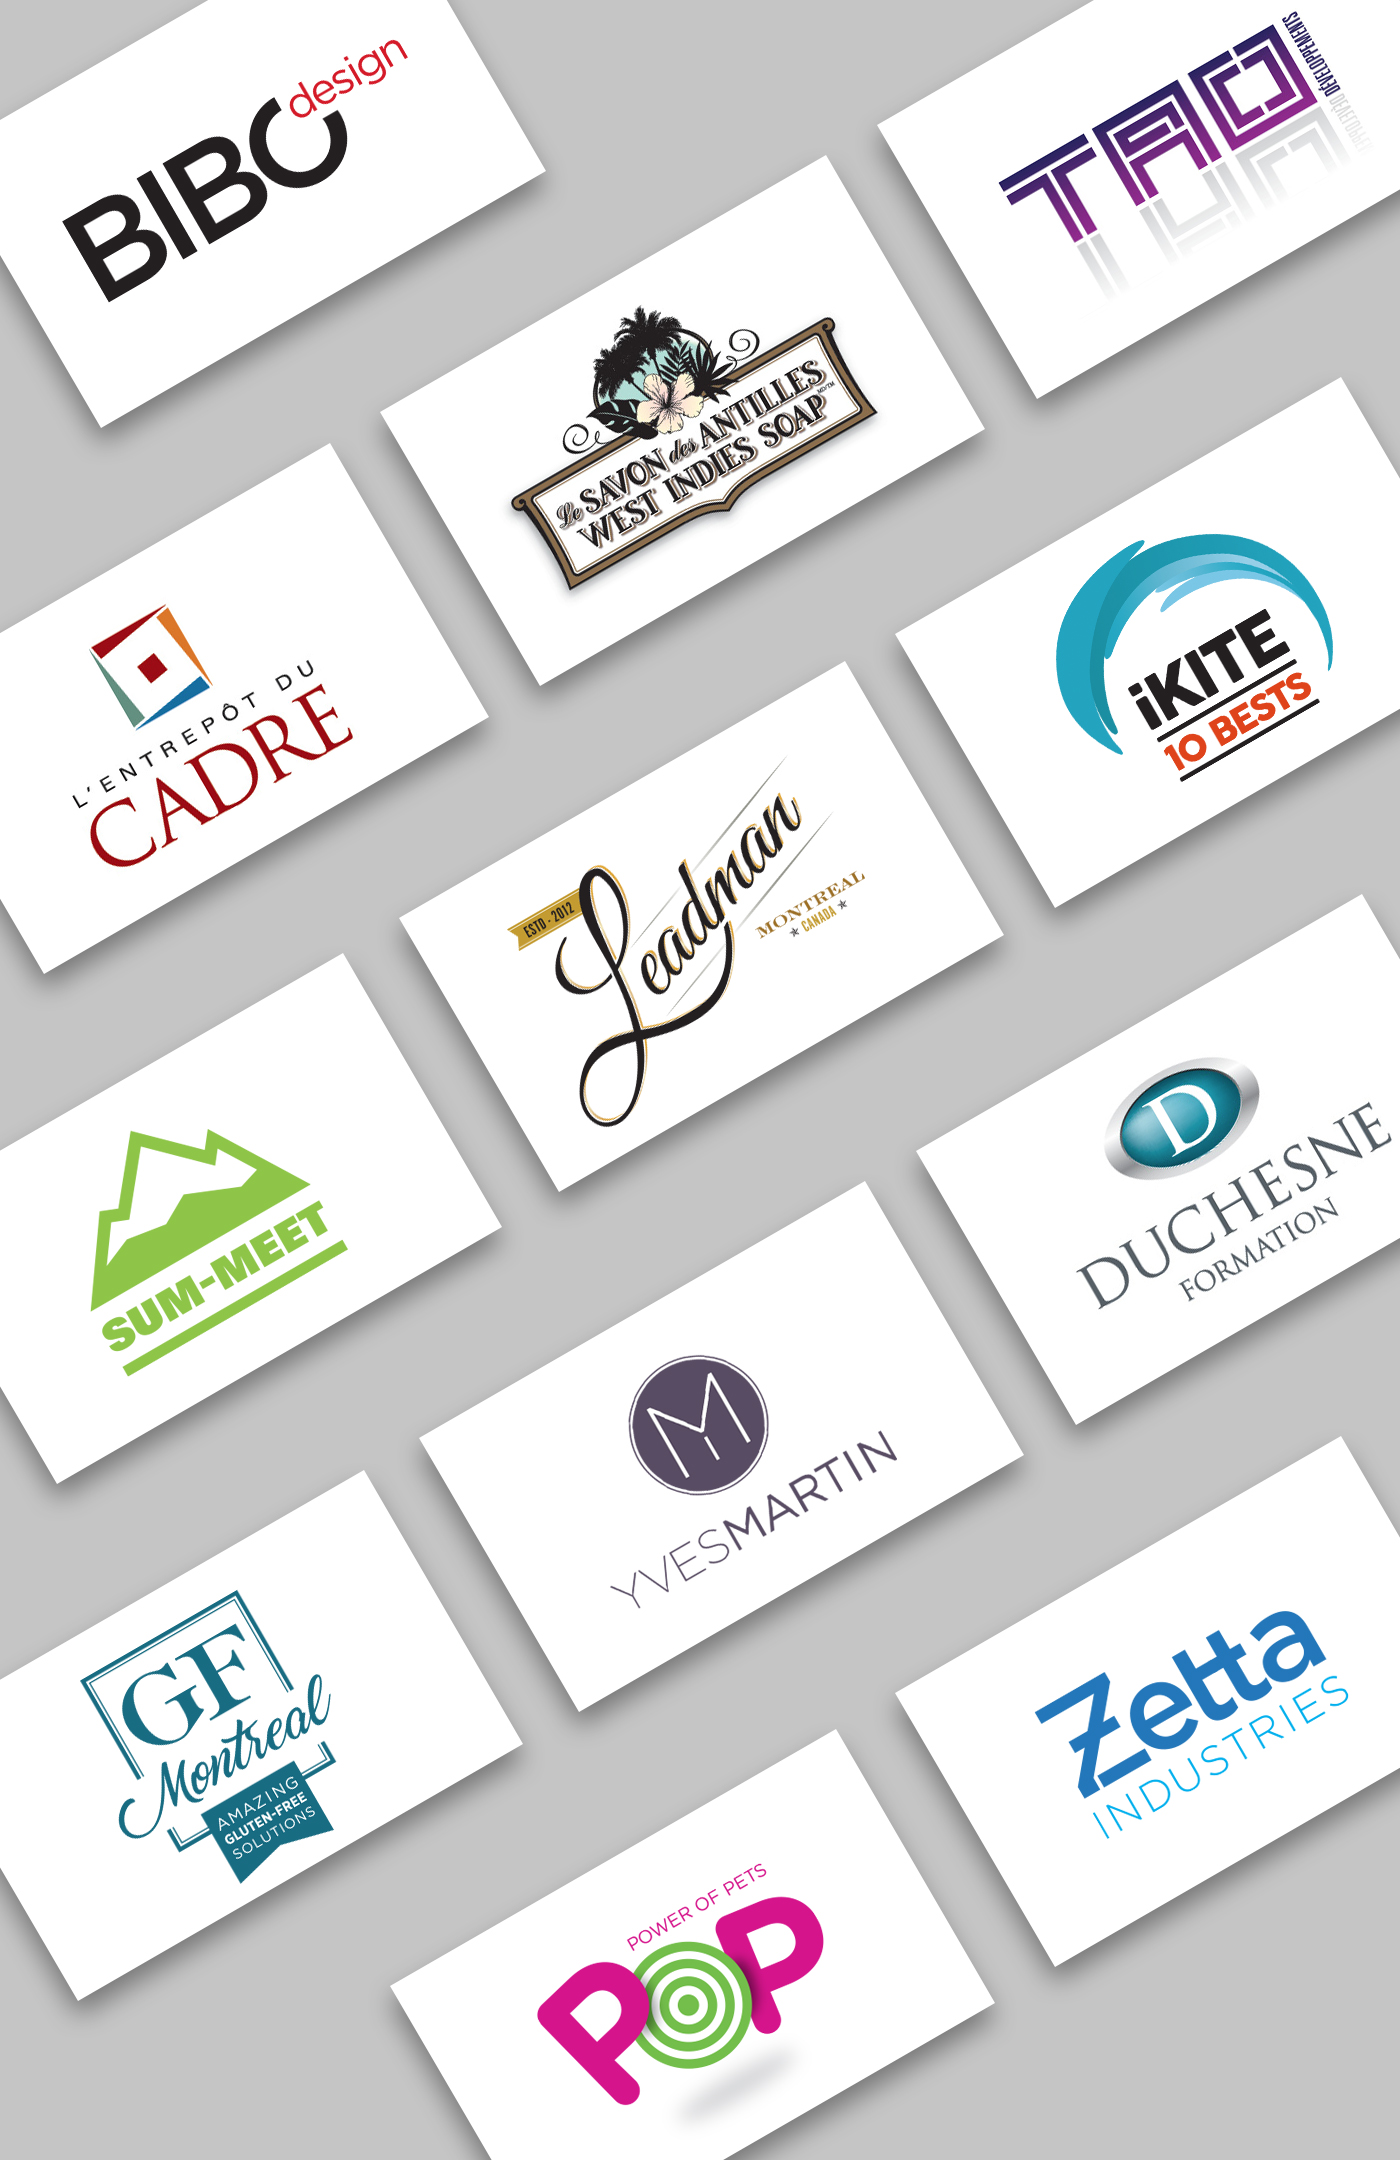 BIBO design
TAO
DÉVELOPPEMENTS
Le SAVON des ANTILLES
WEST INDIES SOAP
MD/TM
L'ENTREPÔT DU
CADRE
iKITE
10 BESTS
ESTD - 2012
Leadman
MONTREAL
CANADA
SUM-MEET
D
DUCHESNE
FORMATION
M
YVESMARTIN
GF
Montreal
AMAZING
GLUTEN-FREE
SOLUTIONS
Zetta
INDUSTRIES
POWER OF PETS
POP